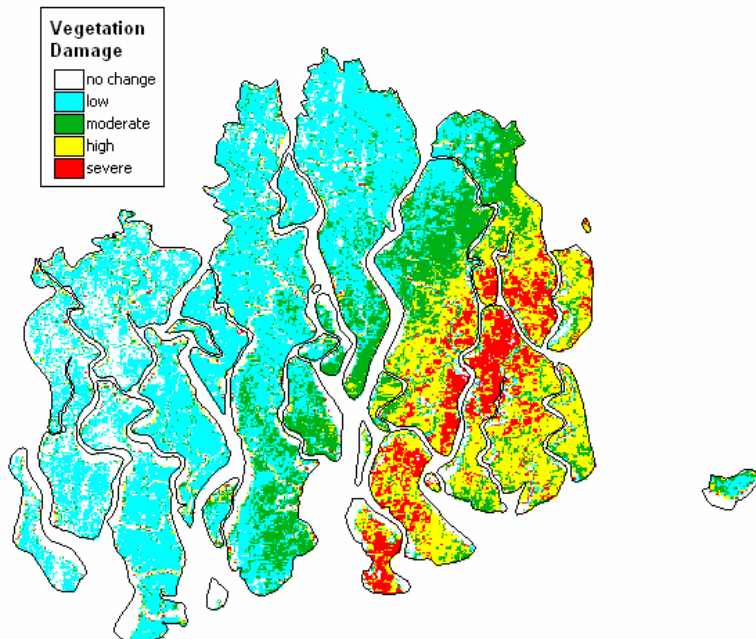 Vegetation
Damage
no change
low
moderate
high
severe